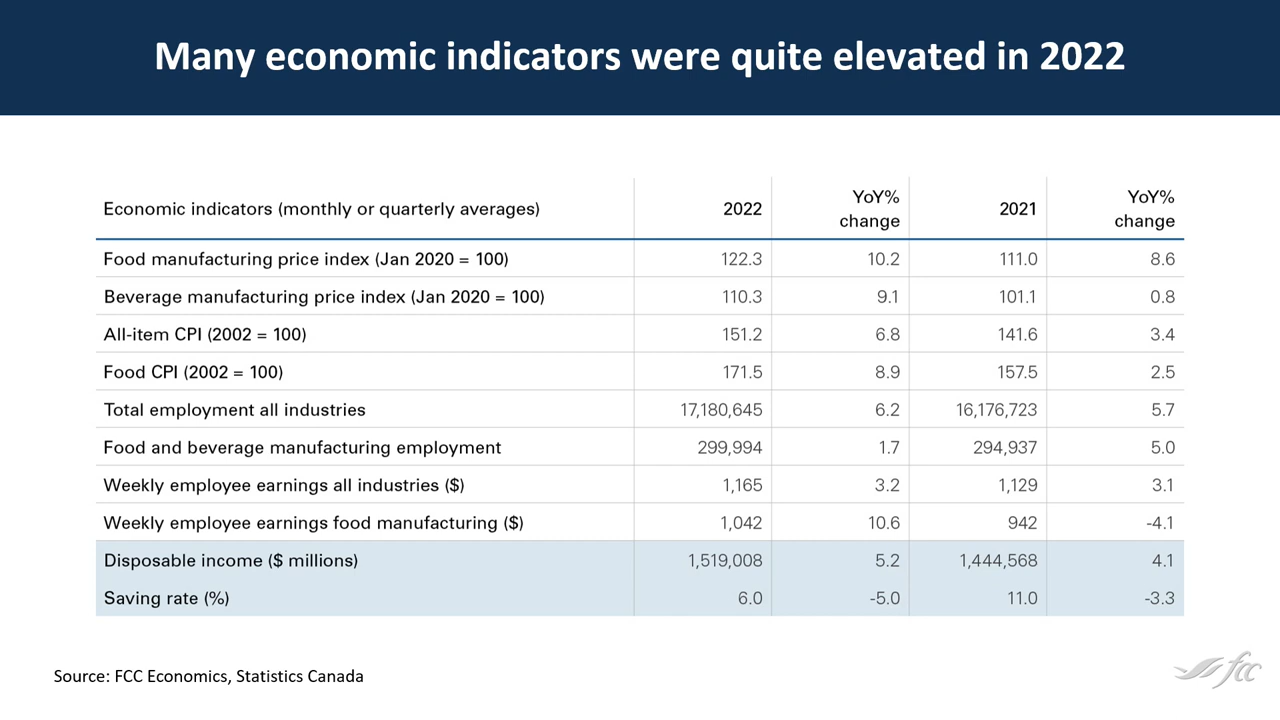 Many economic indicators were quite elevated in 2022
Economic indicators (monthly or quarterly averages) 2022 YoY% change 2021 YoY% change
Food manufacturing price index (Jan 2020 = 100) 122.3 10.2 111.0 8.6
Beverage manufacturing price index (Jan 2020 = 100) 110.3 9.1 101.1 0.8
All-item CPI (2002 = 100) 151.2 6.8 141.6 3.4
Food CPI (2002 = 100) 171.5 8.9 157.5 2.5
Total employment all industries 17,180,645 6.2 16,176,723 5.7
Food and beverage manufacturing employment 299,994 1.7 294,937 5.0
Weekly employee earnings all industries ($) 1,165 3.2 1,129 3.1
Weekly employee earnings food manufacturing ($) 1,042 10.6 942 -4.1
Disposable income ($ millions) 1,519,008 5.2 1,444,568 4.1
Saving rate (%) 6.0 -5.0 11.0 -3.3
Source: FCC Economics, Statistics Canada
fcc